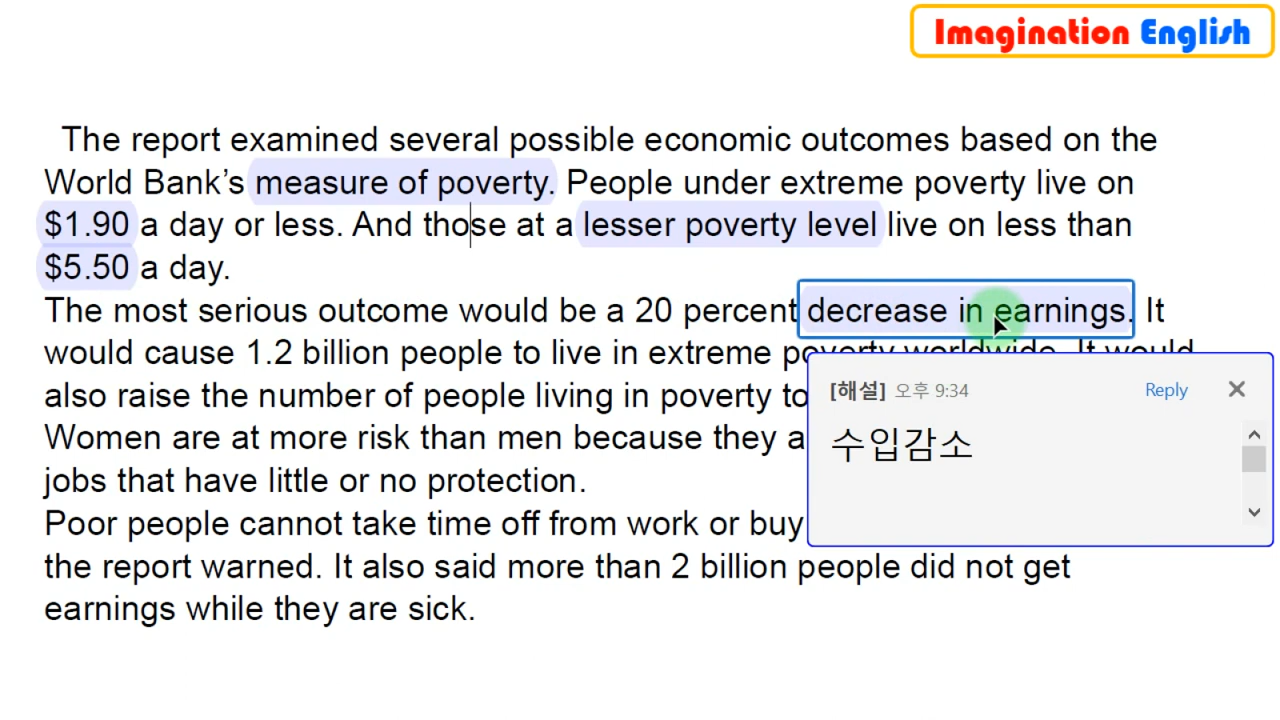 Imagination English
The report examined several possible economic outcomes based on the
World Bank’s measure of poverty. People under extreme poverty live on
$1.90 a day or less. And those at a lesser poverty level live on less than
$5.50 a day.
The most serious outcome would be a 20 percent decrease in earnings. It
would cause 1.2 billion people to live in extreme poverty worldwide. It would
also raise the number of people living in poverty to
[해설] 오후 9:34 Reply
Women are at more risk than men because they a
수입감소
jobs that have little or no protection.
Poor people cannot take time off from work or buy
the report warned. It also said more than 2 billion people did not get
earnings while they are sick.